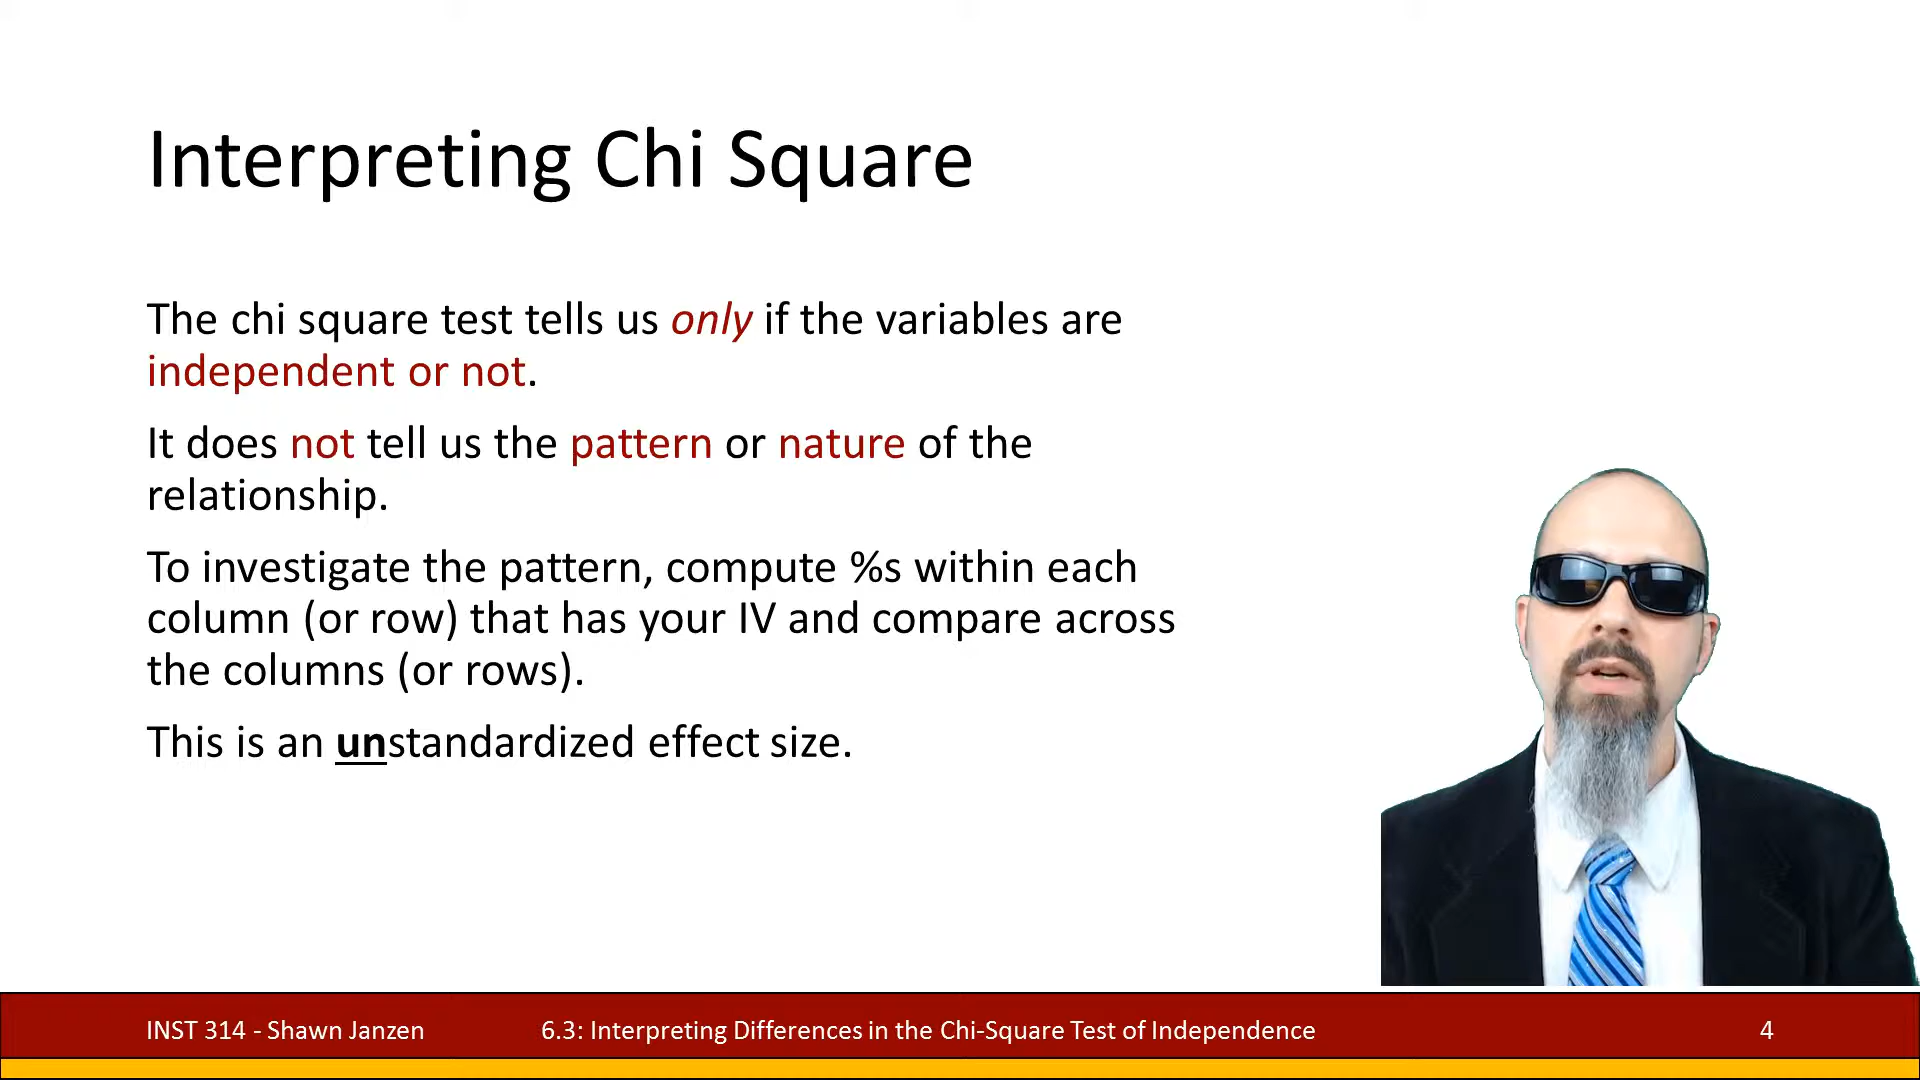 Interpreting Chi Square
The chi square test tells us only if the variables are
independent or not.
It does not tell us the pattern or nature of the
relationship.
To investigate the pattern, compute %s within each
column (or row) that has your IV and compare across
the columns (or rows).
This is an unstandardized effect size.
INST 314 - Shawn Janzen
6.3: Interpreting Differences in the Chi-Square Test of Independence
4